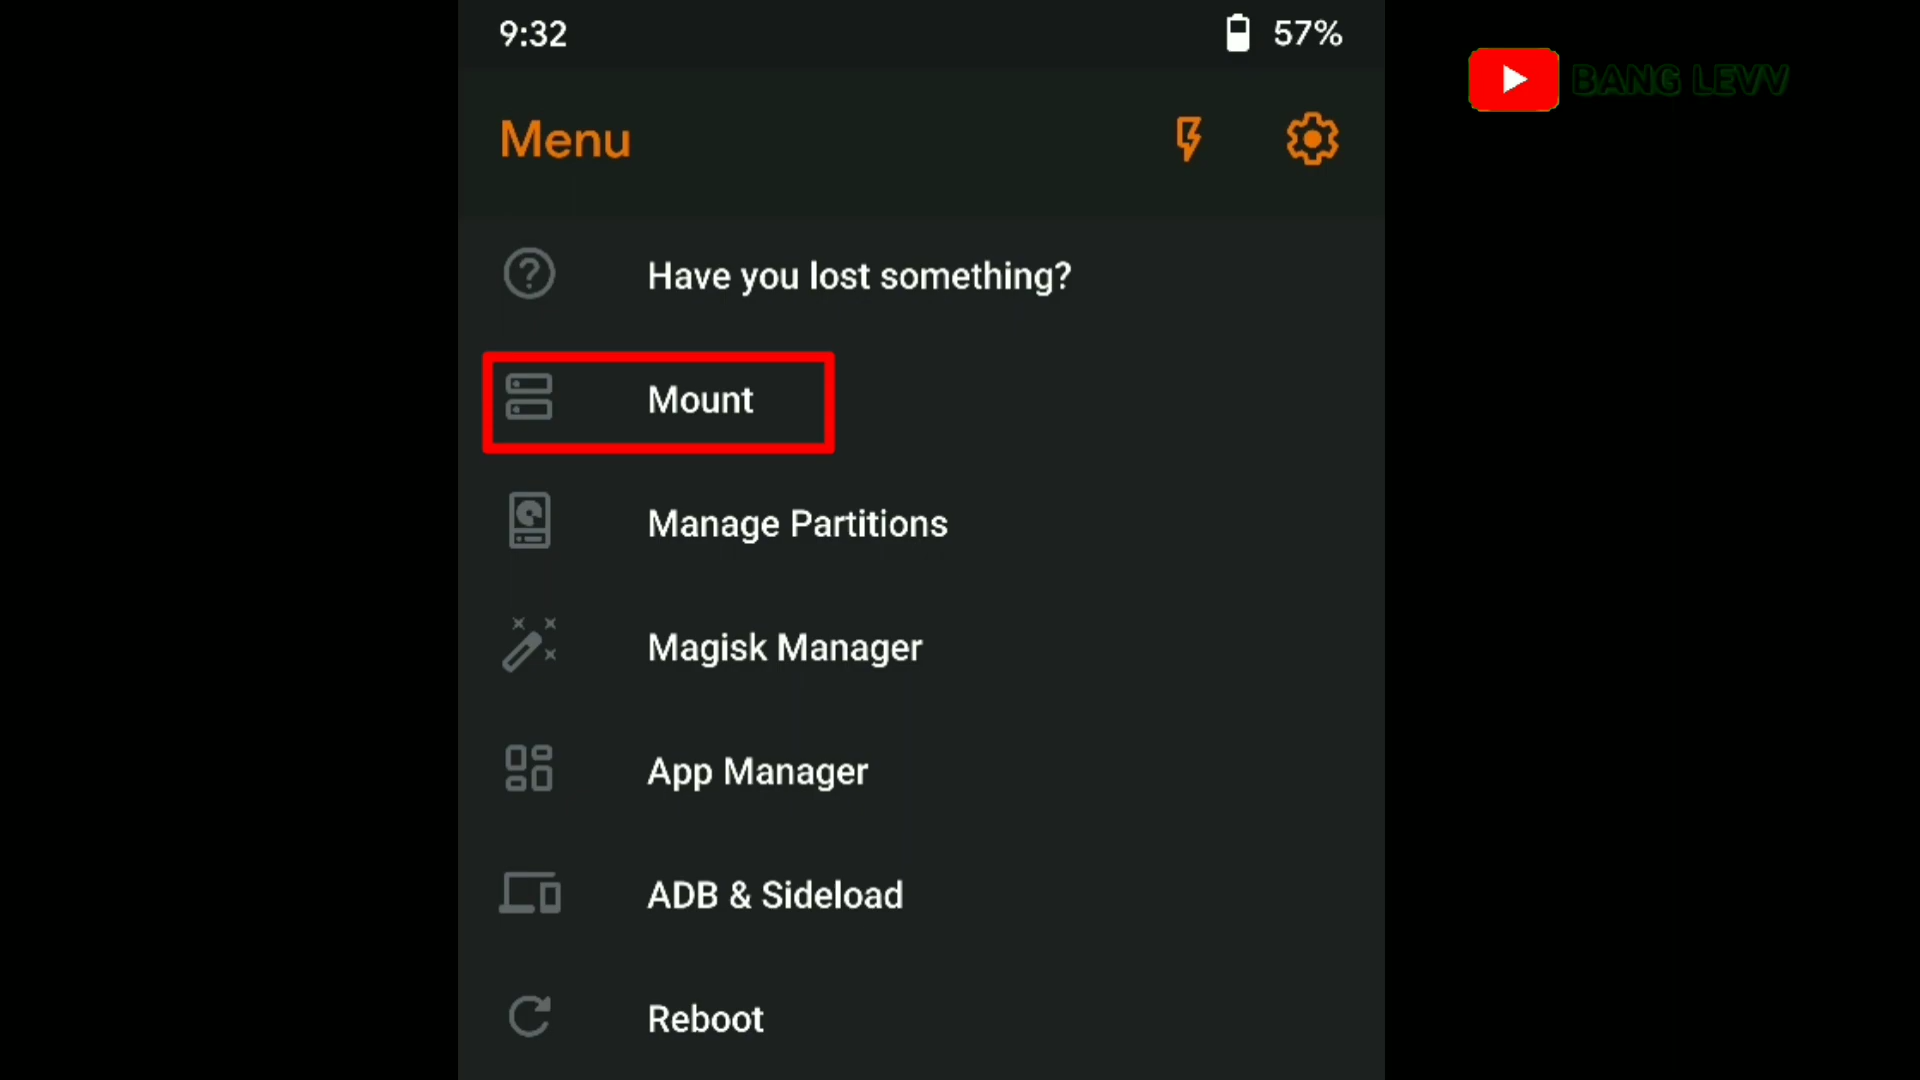 9:32
57%
BANG LEVV
Menu
Have you lost something?
Mount
Manage Partitions
Magisk Manager
App Manager
ADB & Sideload
Reboot